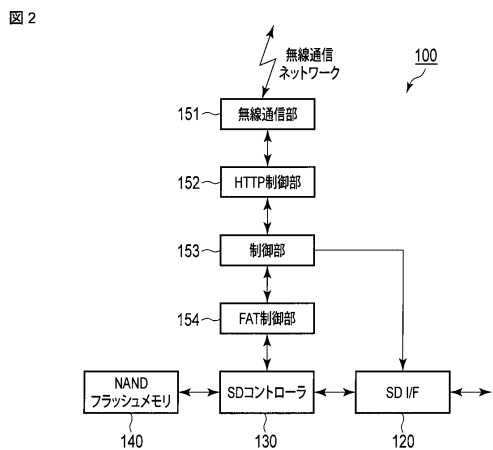 図 2
無線通信
ネットワーク
100
151
無線通信部
152
HTTP制御部
153
制御部
154
FAT制御部
NAND
フラッシュメモリ
SDコントローラ
SD I/F
140
130
120